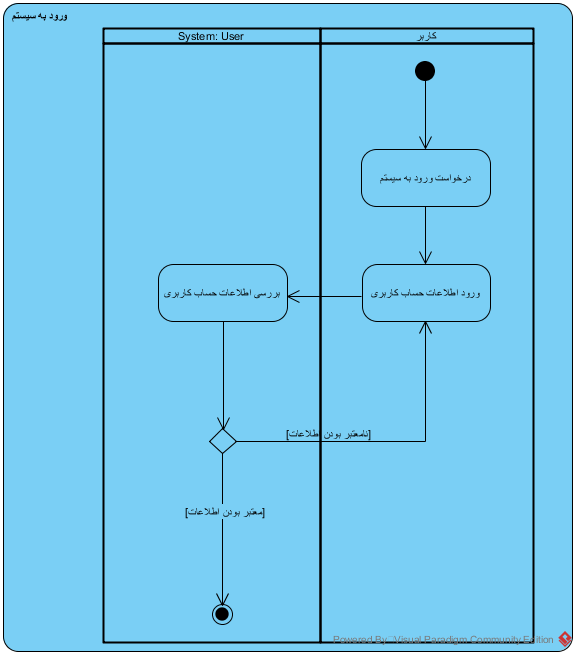 ورود به سیستم
System: User
کاربر
درخواست ورود به سیستم
ورود اطلاعات حساب کاربری
بررسی اطلاعات حساب کاربری
[نامعتبر بودن اطلاعات]
[معتبر بودن اطلاعات]
Powered By Visual Paradigm Community Edition